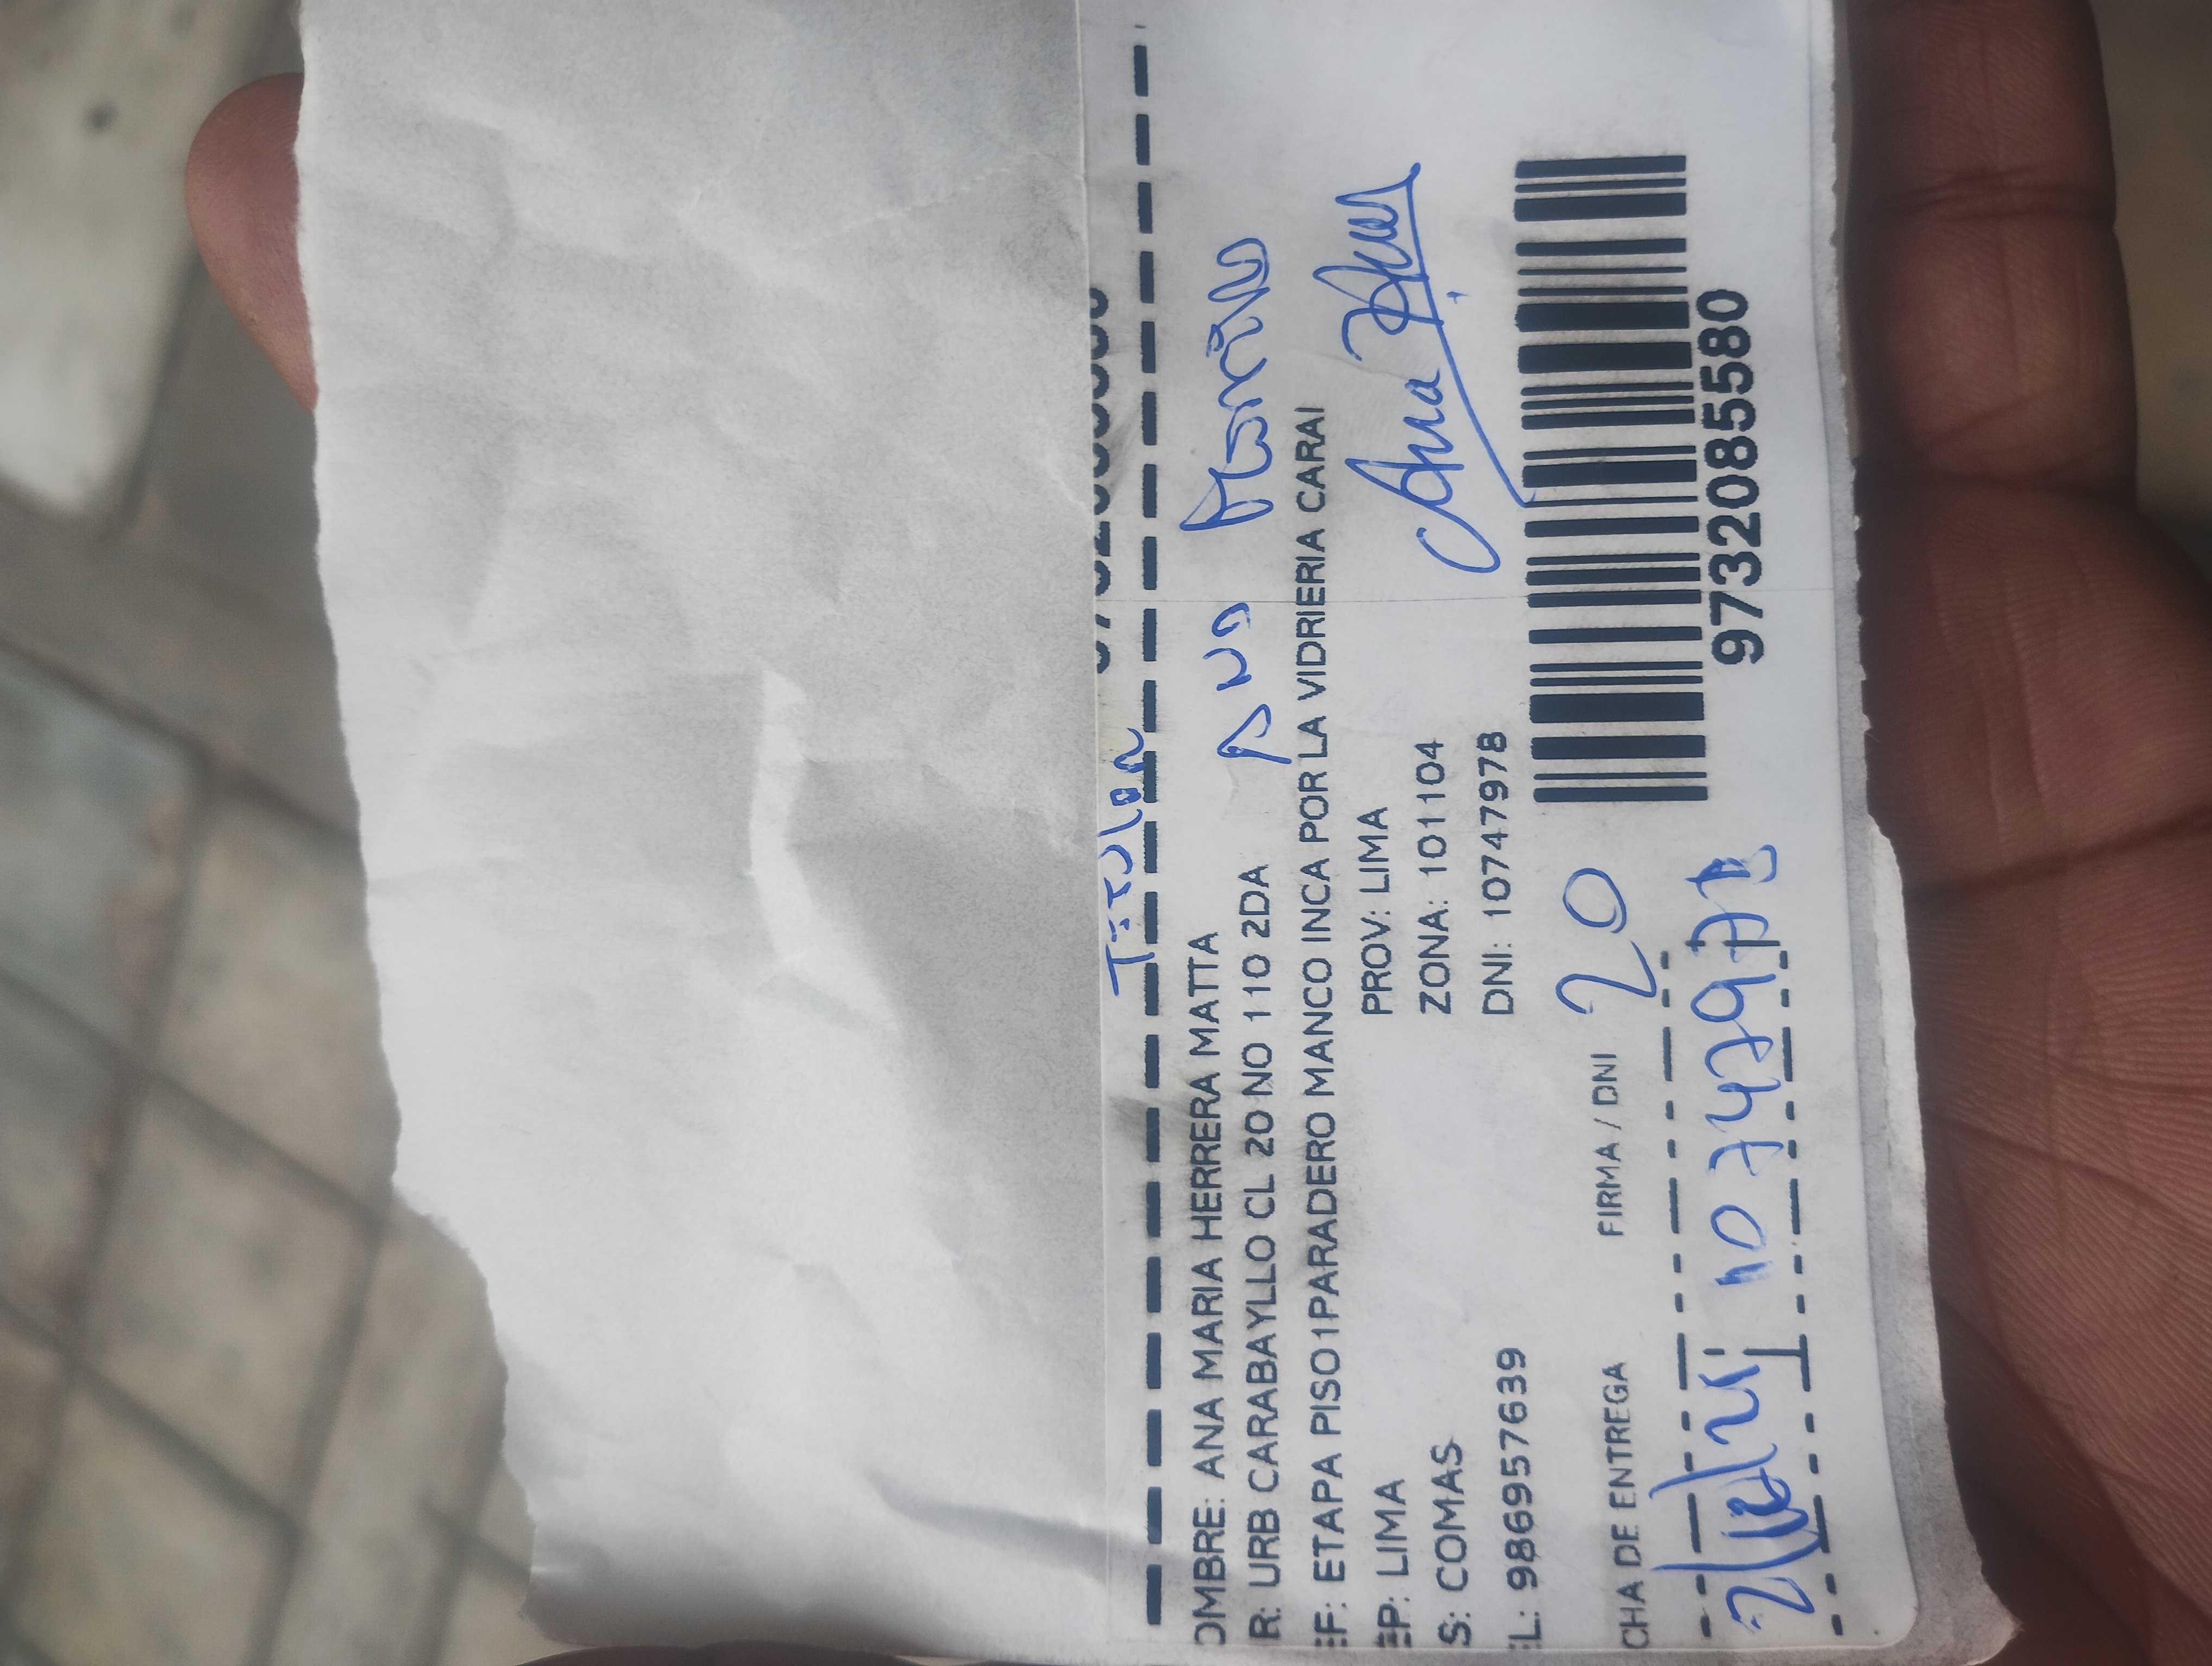 Titular
OMBRE: ANA MARIA HERRERA MATTA
R: URB CARABAYLLO CL 20 NO 110 2DA
Ana Maria
EF: ETAPA PISO1PARADERO MANCO INCA POR LA VIDRIERIA CARAI
EP: LIMA PROV: LIMA
S: COMAS ZONA: 101104
EL: 986957639 DNI: 10747978
Ana
9732085580
CHA DE ENTREGA FIRMA / DNI 20
10747978